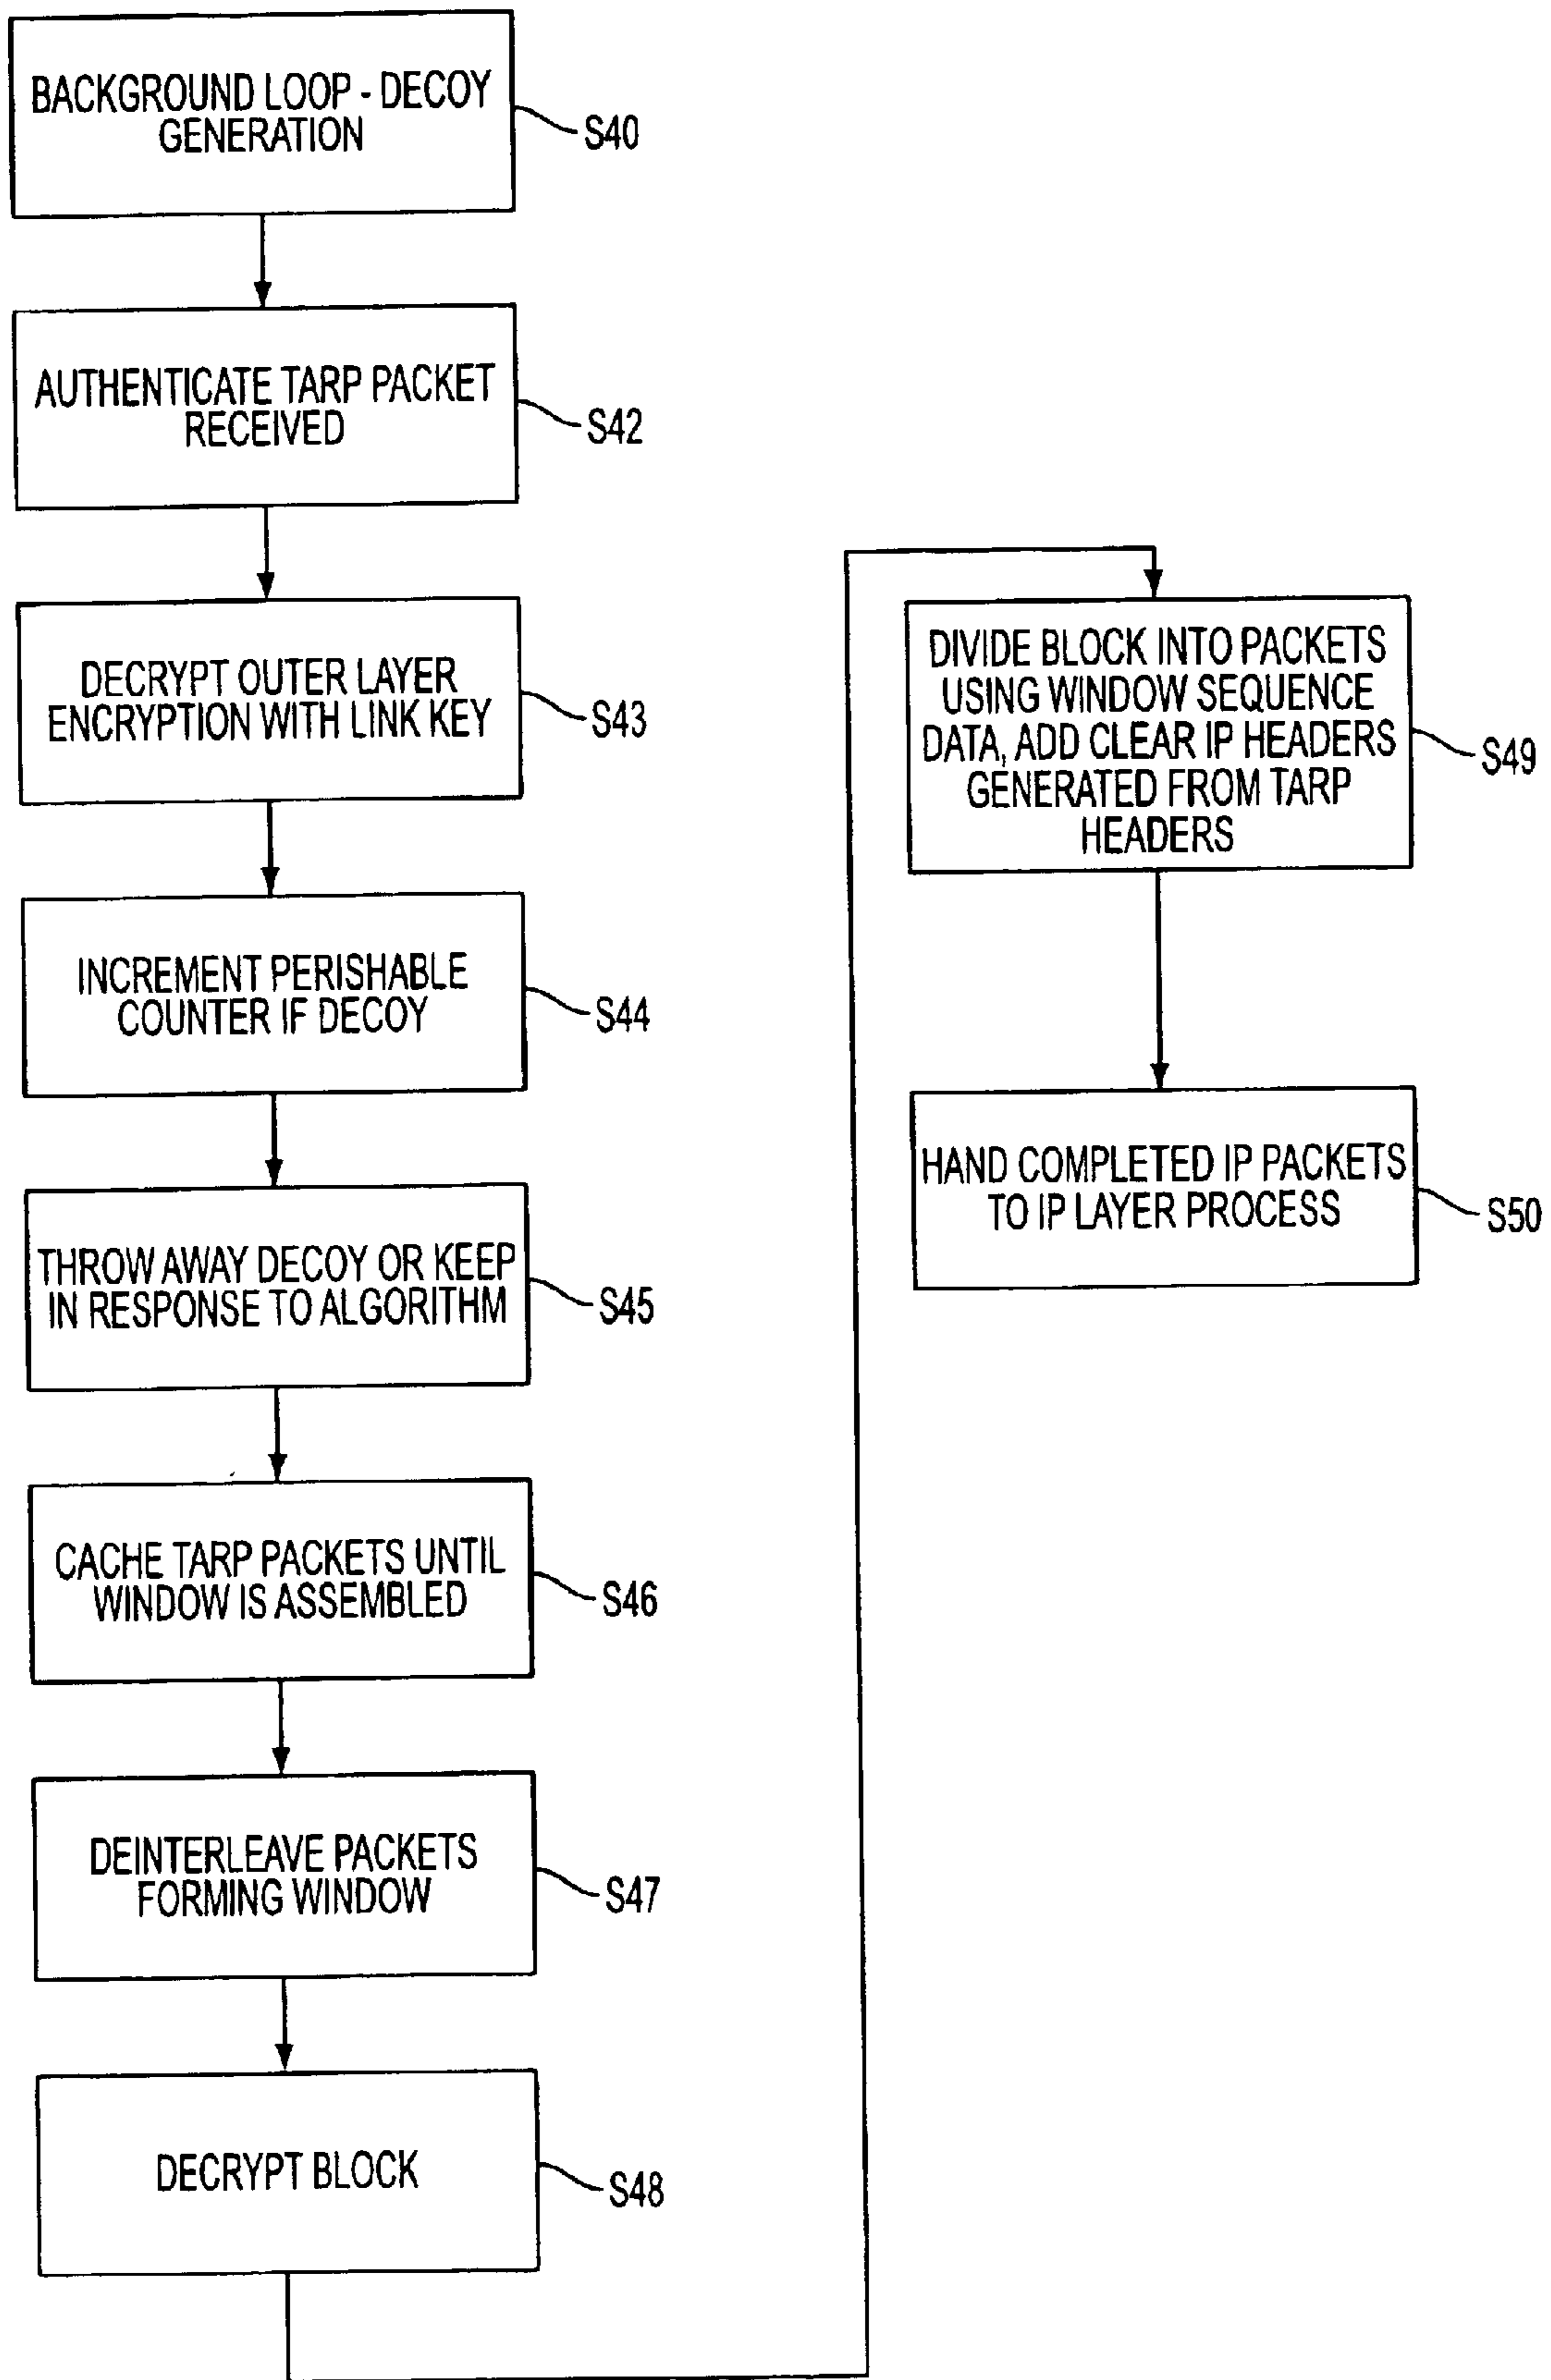 BACKGROUND LOOP - DECOY
GENERATION
S40
AUTHENTICATE TARP PACKET
RECEIVED
S42
DECRYPT OUTER LAYER
ENCRYPTION WITH LINK KEY
S43
INCREMENT PERISHABLE
COUNTER IF DECOY
S44
THROW AWAY DECOY OR KEEP
IN RESPONSE TO ALGORITHM
S45
CACHE TARP PACKETS UNTIL
WINDOW IS ASSEMBLED
S46
DEINTERLEAVE PACKETS
FORMING WINDOW
S47
DECRYPT BLOCK
S48
DIVIDE BLOCK INTO PACKETS
USING WINDOW SEQUENCE
DATA, ADD CLEAR IP HEADERS
GENERATED FROM TARP
HEADERS
S49
HAND COMPLETED IP PACKETS
TO IP LAYER PROCESS
S50